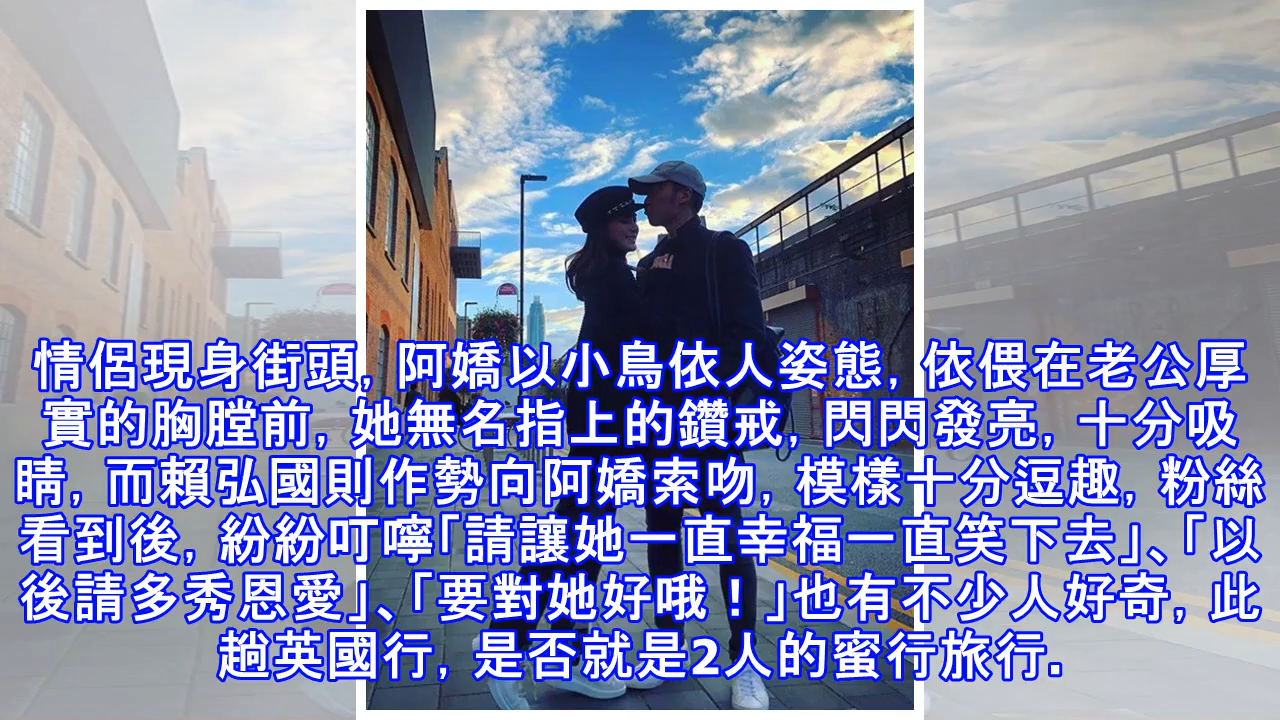 情侶現身街頭, 阿嬌以小鳥依人姿態, 依偎在老公厚
實的胸膛前, 她無名指上的鑽戒, 閃閃發亮, 十分吸
睛, 而賴弘國則作勢向阿嬌索吻, 模樣十分逗趣, 粉絲
看到後, 紛紛叮嚀「請讓她一直幸福一直笑下去」、「以
後請多秀恩愛」、「要對她好哦！」也有不少人好奇, 此
趟英國行, 是否就是2人的蜜行旅行.